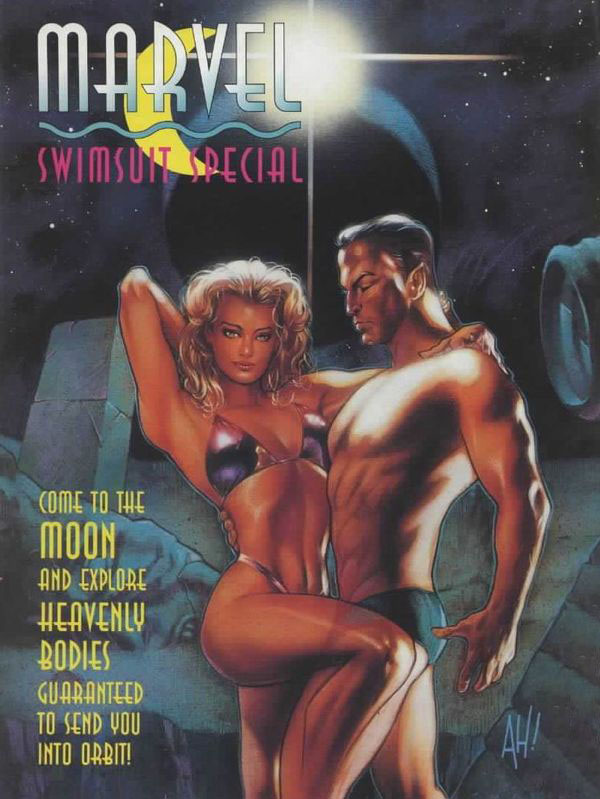 MARVEL
SWIMSUIT SPECIAL
COME TO THE
MOON
AND EXPLORE
HEAVENLY
BODIES
GUARANTEED
TO SEND YOU
INTO ORBIT!
AH!